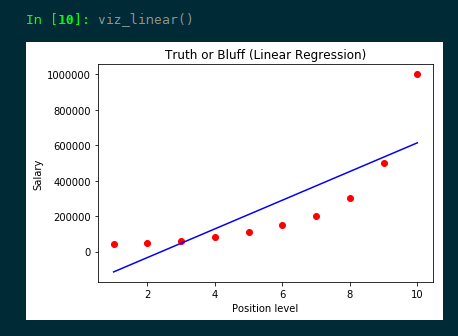 In [10]: viz_linear()
Truth or Bluff (Linear Regression)
1000000
800000
600000
400000
200000
0
Salary
2 4 6 8 10
Position level